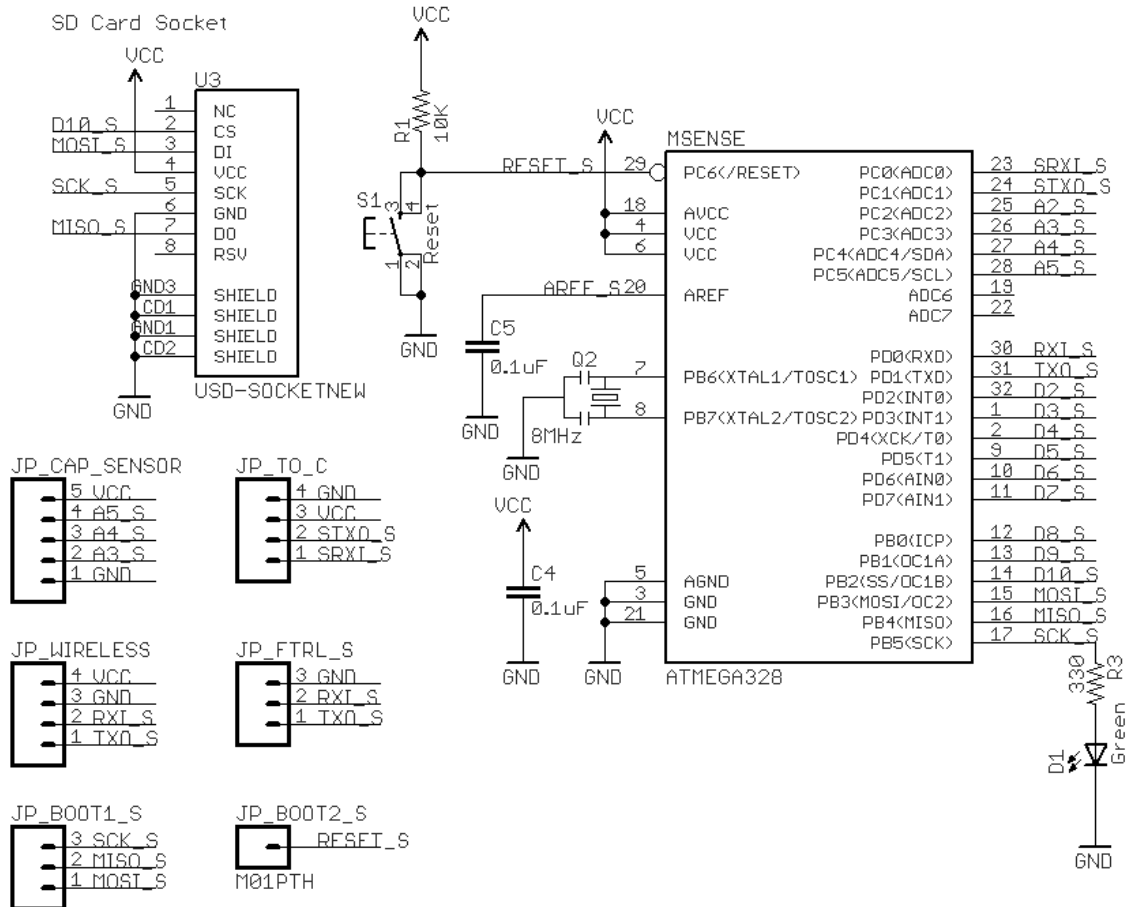 SD Card Socket
VCC
U3
1 NC
D10_S 2 CS
MOSI_S 3 DI
4 VCC
SCK_S 5 SCK
6 GND
MISO_S 7 DO
8 RSV
GND3 SHIELD
CD1 SHIELD
GND1 SHIELD
CD2 SHIELD
USD-SOCKETNEW
GND
VCC
R1
10K
S1
3
4
1
2
Reset
GND
VCC
MSENSE
RESET_S 29 PC6(/RESET)
18 AVCC
4 VCC
6 VCC
AREF_S 20 AREF
C5
0.1uF
GND
Q2
7 PB6(XTAL1/TOSC1)
8 PB7(XTAL2/TOSC2)
8MHz
GND
VCC
C4
0.1uF
GND
5 AGND
3 GND
21 GND
GND
ATMEGA328
PC0(ADC0) 23 SRXI_S
PC1(ADC1) 24 STXO_S
PC2(ADC2) 25 A2_S
PC3(ADC3) 26 A3_S
PC4(ADC4/SDA) 27 A4_S
PC5(ADC5/SCL) 28 A5_S
ADC6 19
ADC7 22
PD0(RXD) 30 RXI_S
PD1(TXD) 31 TXO_S
PD2(INT0) 32 D2_S
PD3(INT1) 1 D3_S
PD4(XCK/T0) 2 D4_S
PD5(T1) 9 D5_S
PD6(AIN0) 10 D6_S
PD7(AIN1) 11 D7_S
PB0(ICP) 12 D8_S
PB1(OC1A) 13 D9_S
PB2(SS/OC1B) 14 D10_S
PB3(MOSI/OC2) 15 MOSI_S
PB4(MISO) 16 MISO_S
PB5(SCK) 17 SCK_S
330
R3
D1
Green
GND
JP_CAP_SENSOR
5 VCC
4 A5_S
3 A4_S
2 A3_S
1 GND
JP_TO_C
4 GND
3 VCC
2 STXO_S
1 SRXI_S
JP_WIRELESS
4 VCC
3 GND
2 RXI_S
1 TXO_S
JP_FTRL_S
3 GND
2 RXI_S
1 TXO_S
JP_BOOT1_S
3 SCK_S
2 MISO_S
1 MOSI_S
JP_BOOT2_S
RESET_S
M01PTH